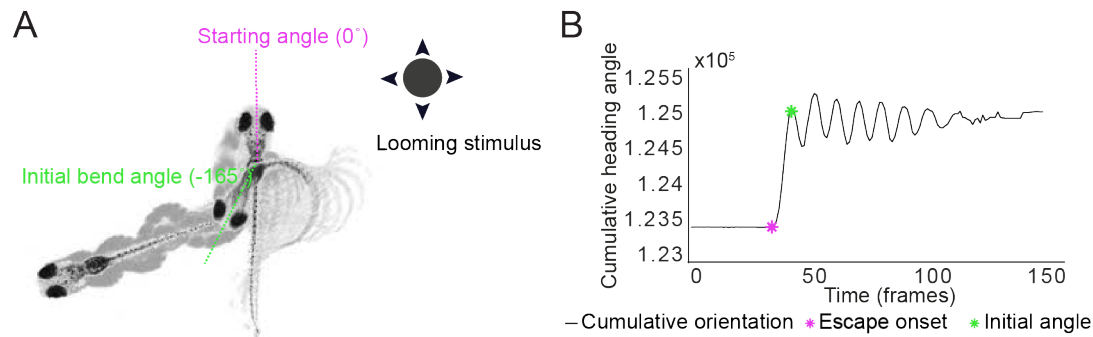 A
Starting angle (0°)
Looming stimulus
Initial bend angle (-165°)
B
x10⁵
Cumulative heading angle
1.255
1.25
1.245
1.24
1.235
1.23
0 50 100 150
Time (frames)
Cumulative orientation * Escape onset * Initial angle